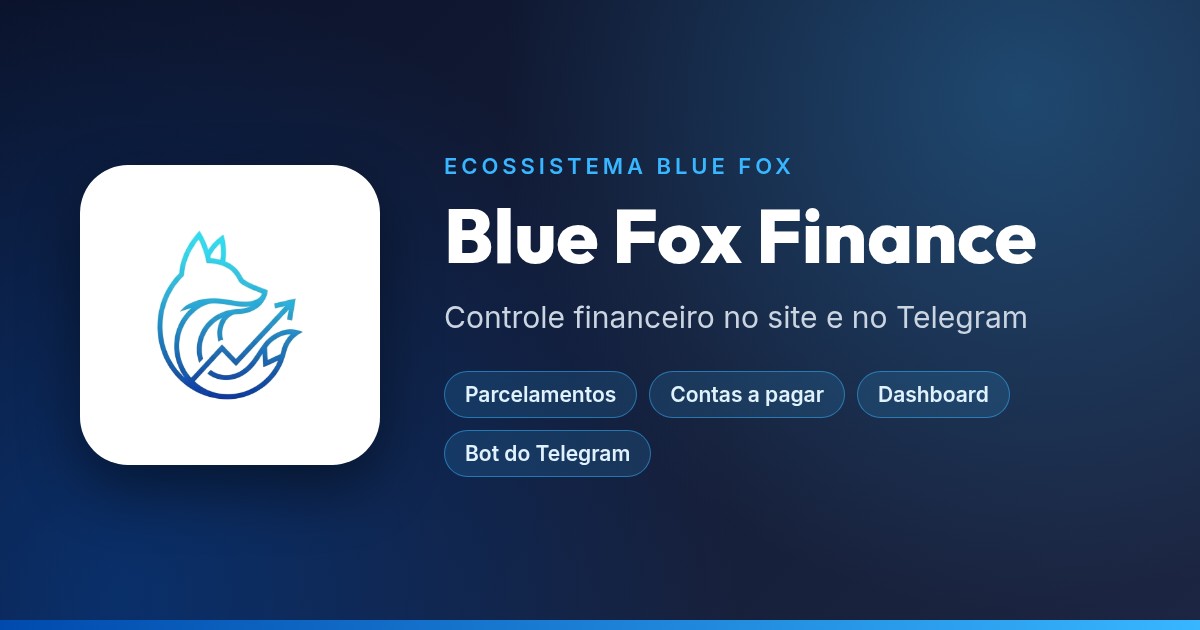 ECOSSISTEMA BLUE FOX
Blue Fox Finance
Controle financeiro no site e no Telegram
Parcelamentos Contas a pagar Dashboard
Bot do Telegram